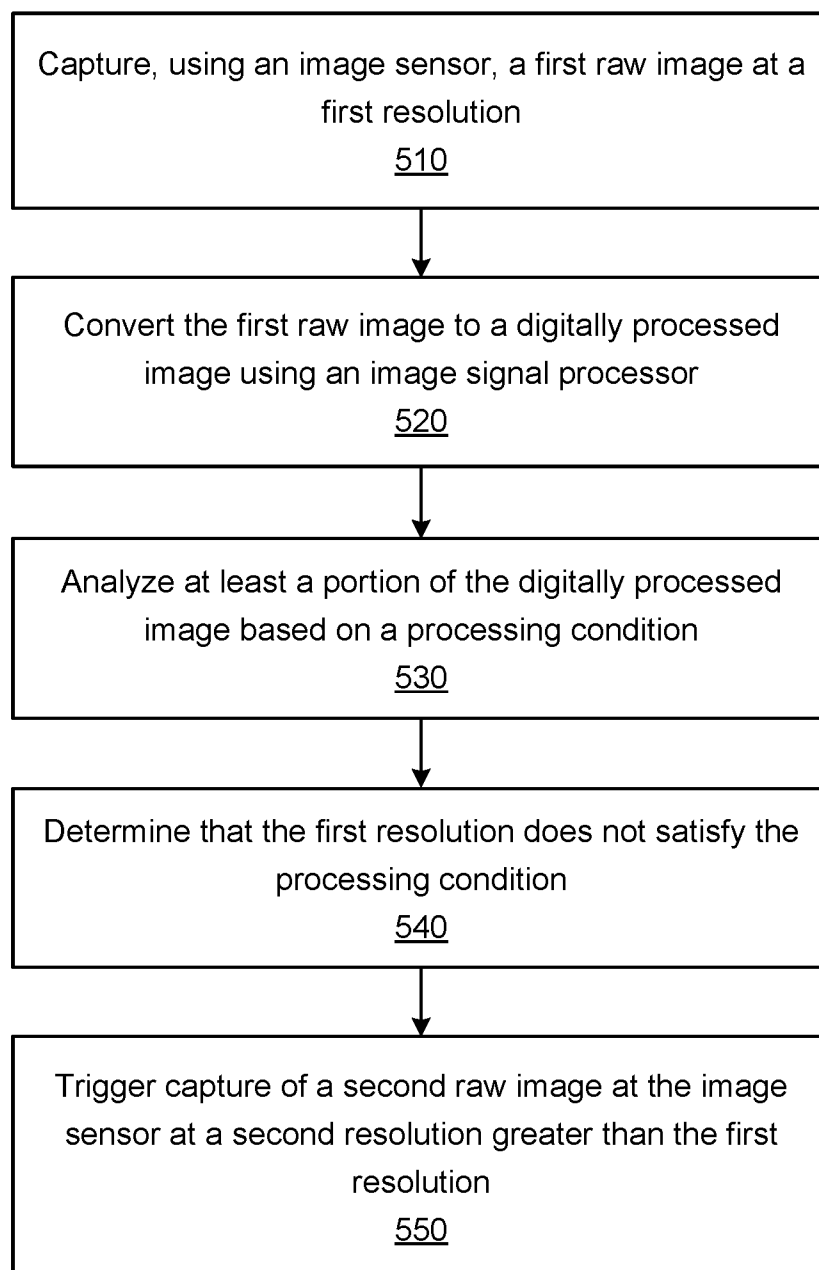 Capture, using an image sensor, a first raw image at a
first resolution
510
Convert the first raw image to a digitally processed
image using an image signal processor
520
Analyze at least a portion of the digitally processed
image based on a processing condition
530
Determine that the first resolution does not satisfy the
processing condition
540
Trigger capture of a second raw image at the image
sensor at a second resolution greater than the first
resolution
550